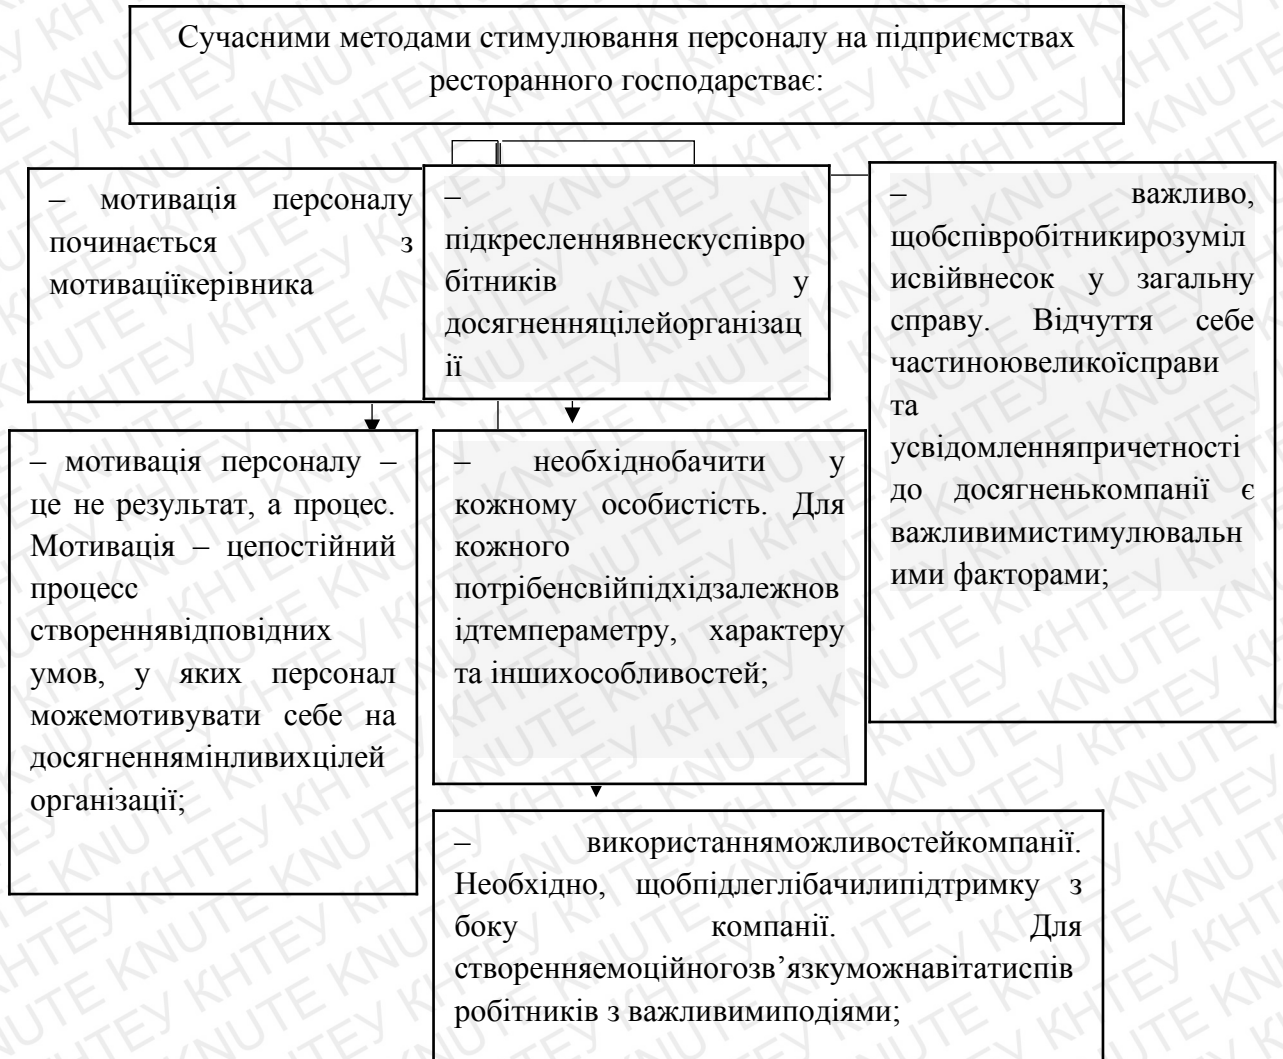 Сучасними методами стимулювання персоналу на підприємствах
ресторанного господарстває:
– мотивація персоналу
починається з
мотиваціїкерівника
–
підкресленнявнескуспівро
бітників у
досягненняцілейорганізац
ії
– важливо,
щобспівробітникирозуміл
исвійвнесок у загальну
справу. Відчуття себе
частиноювеликоїсправи
та
усвідомленняпричетності
до досягненькомпанії є
важливимистимулювальн
ими факторами;
– мотивація персоналу –
це не результат, а процес.
Мотивація – цепостійний
процесс
створеннявідповідних
умов, у яких персонал
можемотивувати себе на
досягненнямінливихцілей
організації;
– необхіднобачити у
кожному особистість. Для
кожного
потрібенсвійпідхідзалежнов
ідтемпераметру, характеру
та іншихособливостей;
– використанняможливостейкомпанії.
Необхідно, щобпідлеглібачилипідтримку з
боку компанії. Для
створенняемоційногозв’язкуможнавітатиспів
робітників з важливимиподіями;